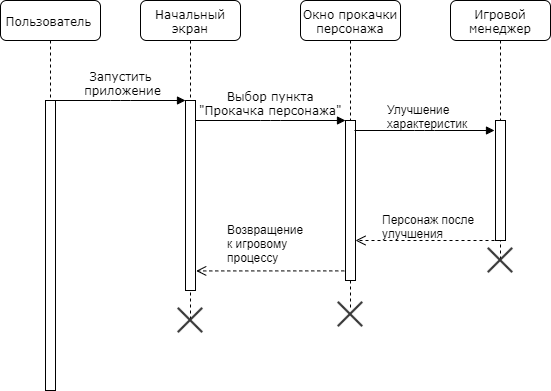 Пользователь
Начальный
экран
Окно прокачки
персонажа
Игровой
менеджер
Запустить
приложение
Выбор пункта
"Прокачка персонажа"
Улучшение
характеристик
Персонаж после
улучшения
Возвращение
к игровому
процессу